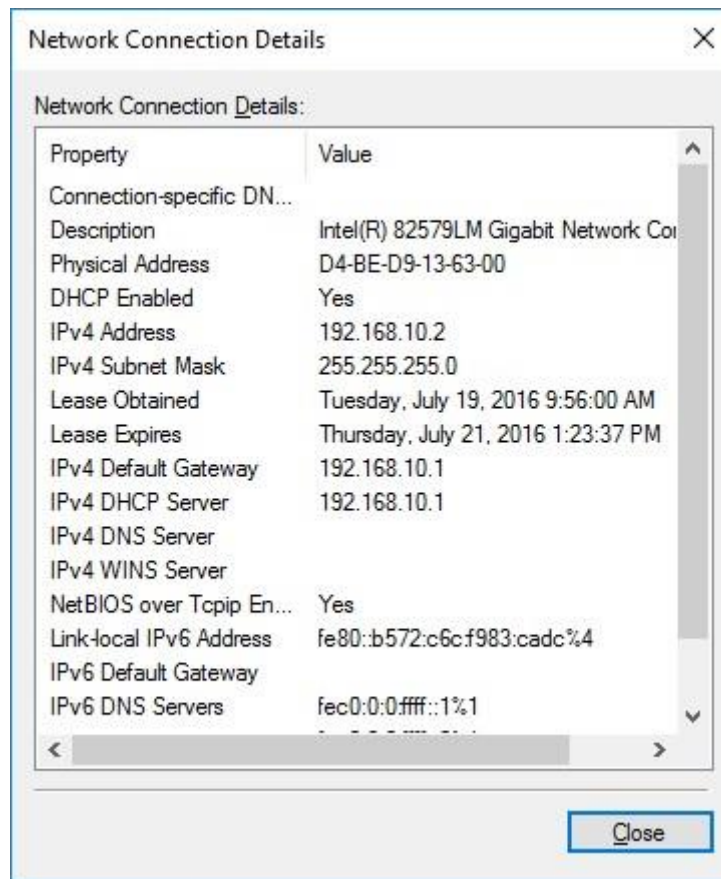 Network Connection Details
Network Connection Details:
Property Value
Connection-specific DN...
Description Intel(R) 82579LM Gigabit Network Co
Physical Address D4-BE-D9-13-63-00
DHCP Enabled Yes
IPv4 Address 192.168.10.2
IPv4 Subnet Mask 255.255.255.0
Lease Obtained Tuesday, July 19, 2016 9:56:00 AM
Lease Expires Thursday, July 21, 2016 1:23:37 PM
IPv4 Default Gateway 192.168.10.1
IPv4 DHCP Server 192.168.10.1
IPv4 DNS Server
IPv4 WINS Server
NetBIOS over Tcpip En... Yes
Link-local IPv6 Address fe80::b572:c6c:f983:cadc%4
IPv6 Default Gateway
IPv6 DNS Servers fec0:0:0:ffff::1%1
Close